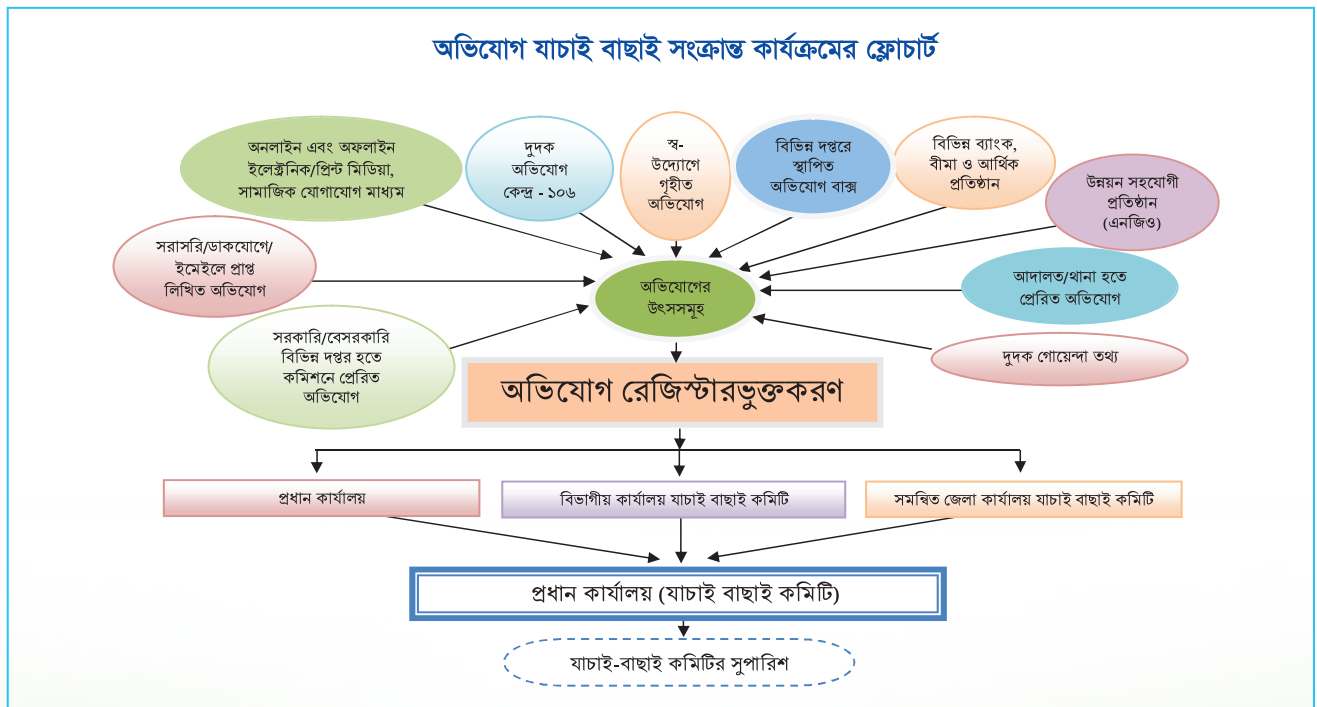 অভিযোগ যাচাই বাছাই সংক্রান্ত কার্যক্রমের ফ্লোচার্ট
অনলাইন এবং অফলাইন
ইলেক্ট্রনিক/প্রিন্ট মিডিয়া,
সামাজিক যোগাযোগ মাধ্যম
দুদক
অভিযোগ
কেন্দ্র - ১০৬
স্ব-
উদ্যোগে
গৃহীত
অভিযোগ
বিভিন্ন দপ্তরে
স্থাপিত
অভিযোগ বাক্স
বিভিন্ন ব্যাংক,
বীমা ও আর্থিক
প্রতিষ্ঠান
উন্নয়ন সহযোগী
প্রতিষ্ঠান
(এনজিও)
সরাসরি/ডাকযোগে/
ইমেইলে প্রাপ্ত
লিখিত অভিযোগ
অভিযোগের
উৎসসমূহ
আদালত/থানা হতে
প্রেরিত অভিযোগ
সরকারি/বেসরকারি
বিভিন্ন দপ্তর হতে
কমিশনে প্রেরিত
অভিযোগ
দুদক গোয়েন্দা তথ্য
অভিযোগ রেজিস্টারভুক্তকরণ
প্রধান কার্যালয়
বিভাগীয় কার্যালয় যাচাই বাছাই কমিটি
সমন্বিত জেলা কার্যালয় যাচাই বাছাই কমিটি
প্রধান কার্যালয় (যাচাই বাছাই কমিটি)
যাচাই-বাছাই কমিটির সুপারিশ